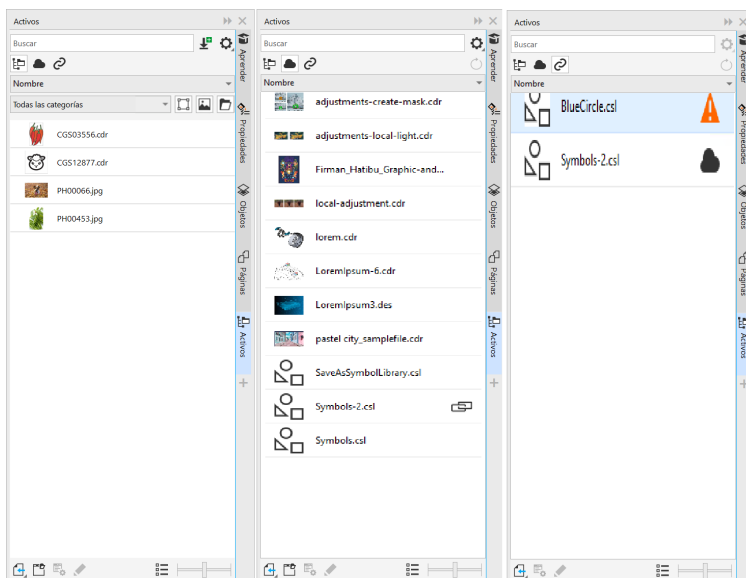 Activos
Buscar
Nombre
Todas las categorías
CGS03556.cdr
CGS12877.cdr
PH00066.jpg
PH00453.jpg
Aprender
Propiedades
Objetos
Páginas
Activos
Activos
Buscar
Nombre
adjustments-create-mask.cdr
adjustments-local-light.cdr
Firman_Hatibu_Graphic-and...
local-adjustment.cdr
lorem.cdr
LoremIpsum-6.cdr
LoremIpsum3.des
pastel city_samplefile.cdr
SaveAsSymbolLibrary.csl
Symbols-2.csl
Symbols.csl
Aprender
Propiedades
Objetos
Páginas
Activos
Activos
Buscar
Nombre
BlueCircle.csl
Symbols-2.csl
Aprender
Propiedades
Objetos
Páginas
Activos